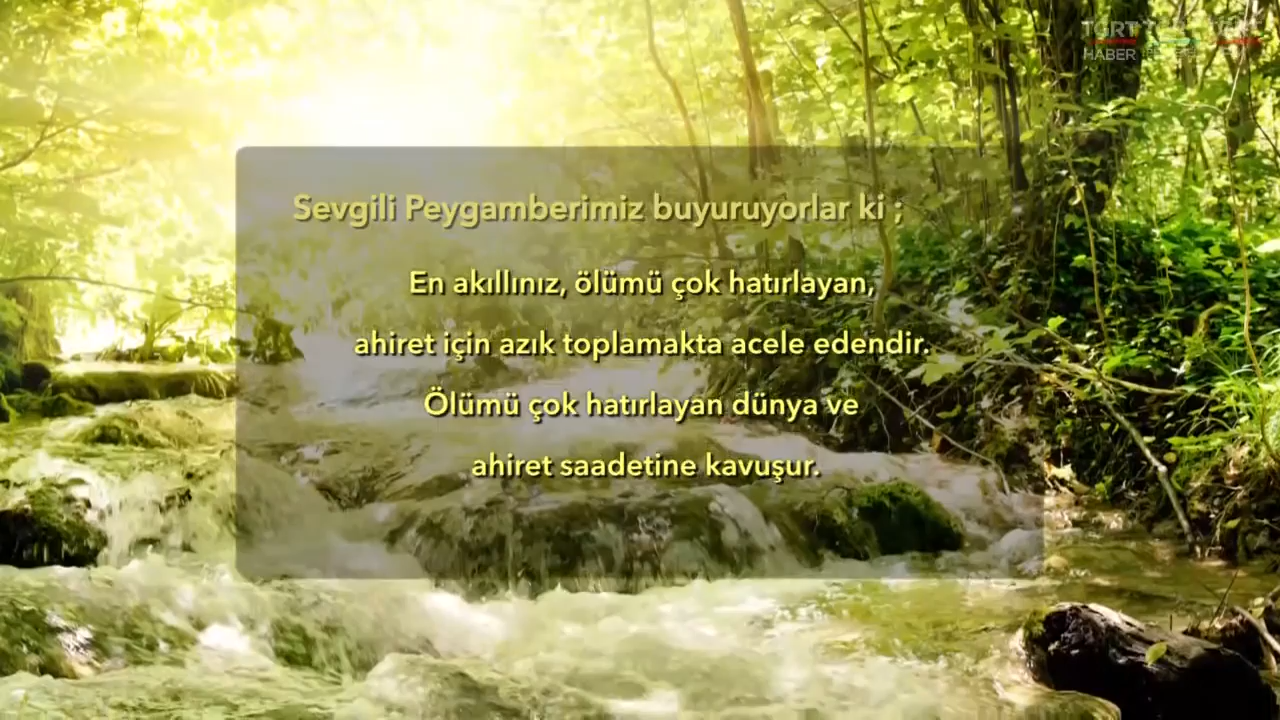 TGRT
HABER
Sevgili Peygamberimiz buyuruyorlar ki ;
En akıllınız, ölümü çok hatırlayan,
ahiret için azık toplamakta acele edendir.
Ölümü çok hatırlayan dünya ve
ahiret saadetine kavuşur.